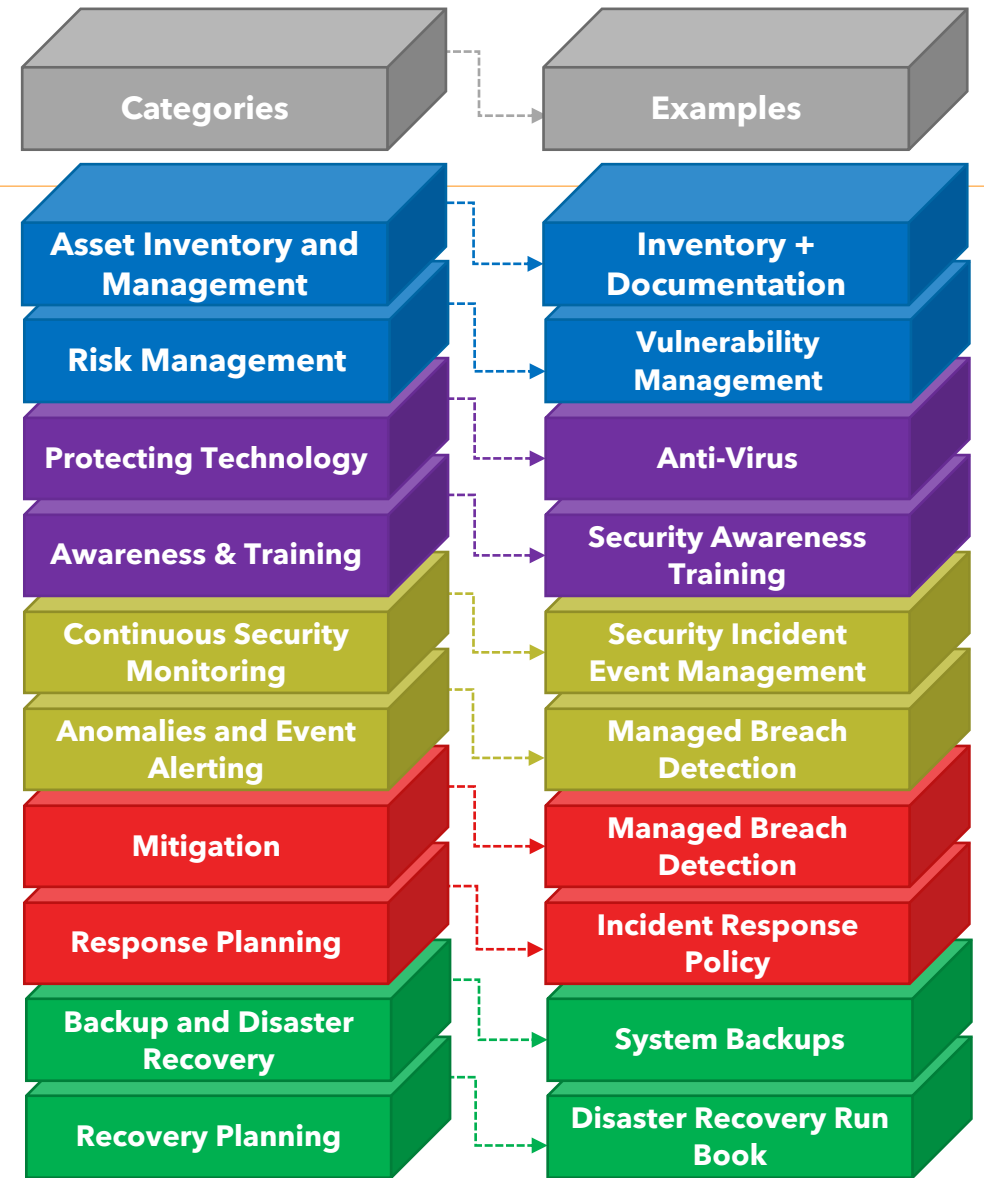 Categories
Examples
Asset Inventory and
Management
Inventory +
Documentation
Risk Management
Vulnerability
Management
Protecting Technology
Anti-Virus
Awareness & Training
Security Awareness
Training
Continuous Security
Monitoring
Security Incident
Event Management
Anomalies and Event
Alerting
Managed Breach
Detection
Mitigation
Managed Breach
Detection
Response Planning
Incident Response
Policy
Backup and Disaster
Recovery
System Backups
Recovery Planning
Disaster Recovery Run
Book